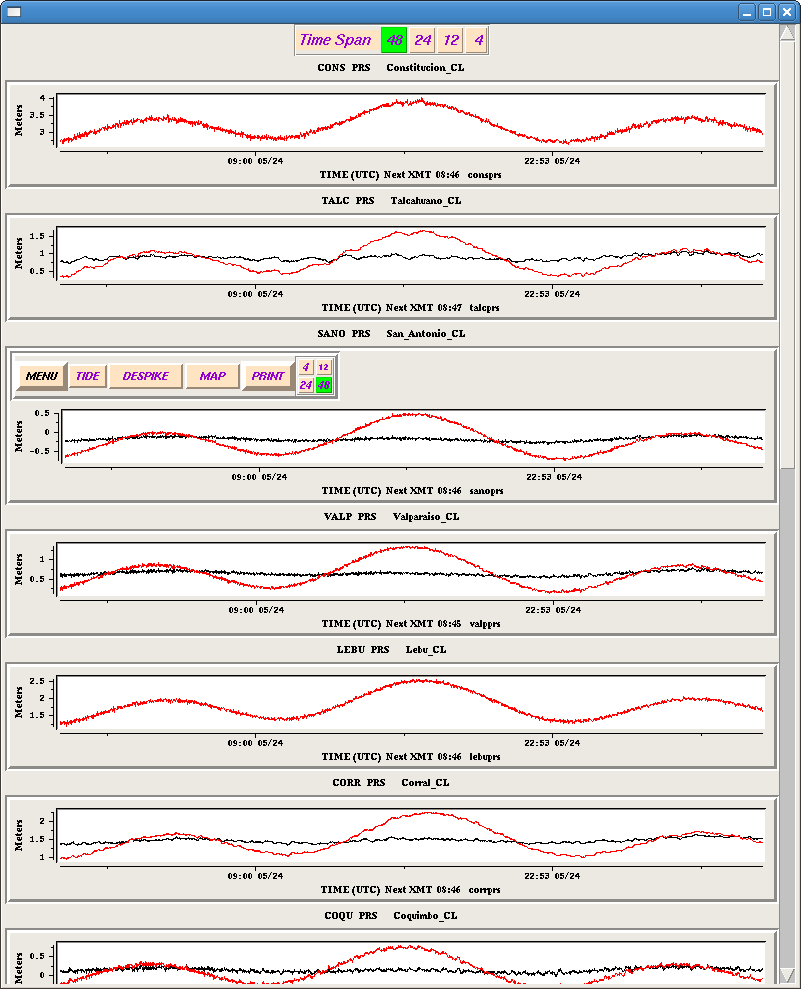 Time Span 48 24 12 4
CONS PRS Constitucion_CL
Meters
4
3.5
3
09:00 05/24 22:53 05/24
TIME (UTC) Next XMT 08:46 consprs
TALC PRS Talcahuano_CL
Meters
1.5
1
0.5
09:00 05/24 22:53 05/24
TIME (UTC) Next XMT 08:47 talcprs
SANO PRS San_Antonio_CL
MENU TIDE DESPIKE MAP PRINT 4 12
24 48
Meters
0.5
0
-0.5
09:00 05/24 22:53 05/24
TIME (UTC) Next XMT 08:46 sanoprs
VALP PRS Valparaiso_CL
Meters
1
0.5
09:00 05/24 22:53 05/24
TIME (UTC) Next XMT 08:45 valpprs
LEBU PRS Lebu_CL
Meters
2.5
2
1.5
09:00 05/24 22:53 05/24
TIME (UTC) Next XMT 08:46 lebuprs
CORR PRS Corral_CL
Meters
2
1.5
1
09:00 05/24 22:53 05/24
TIME (UTC) Next XMT 08:46 corrprs
COQU PRS Coquimbo_CL
Meters
0.5
0